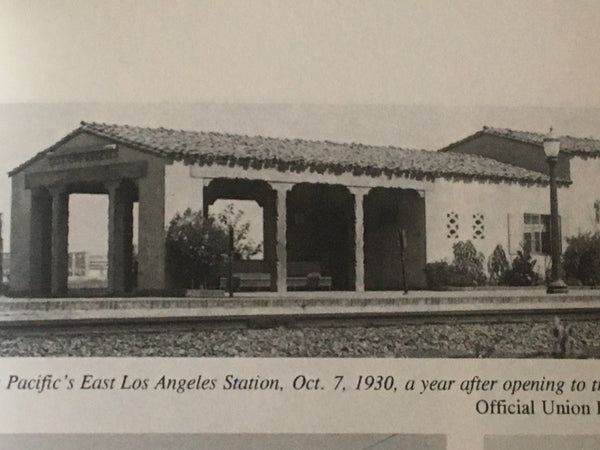 Pacific's East Los Angeles Station, Oct. 7, 1930, a year after opening to
Official Union